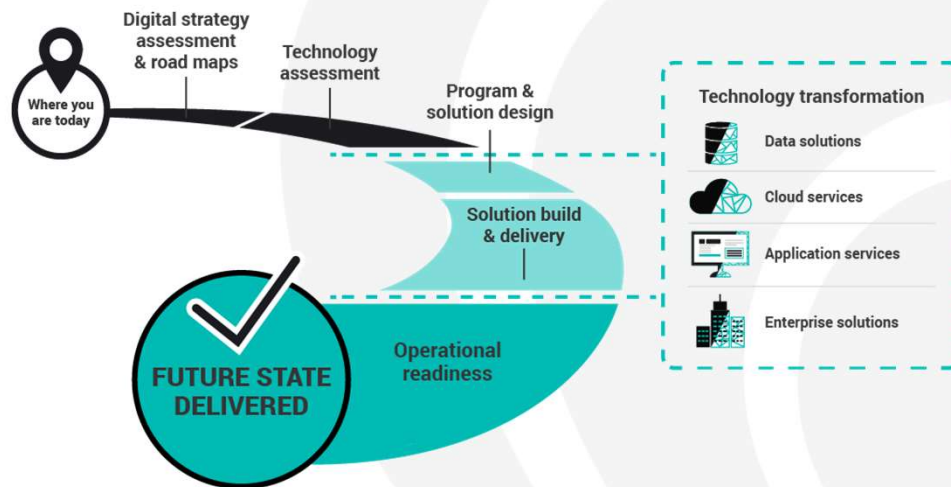 Digital strategy
assessment
& road maps
Technology
assessment
Where you
are today
Program &
solution design
Solution build
& delivery
Operational
readiness
FUTURE STATE
DELIVERED
Technology transformation
Data solutions
Cloud services
Application services
Enterprise solutions